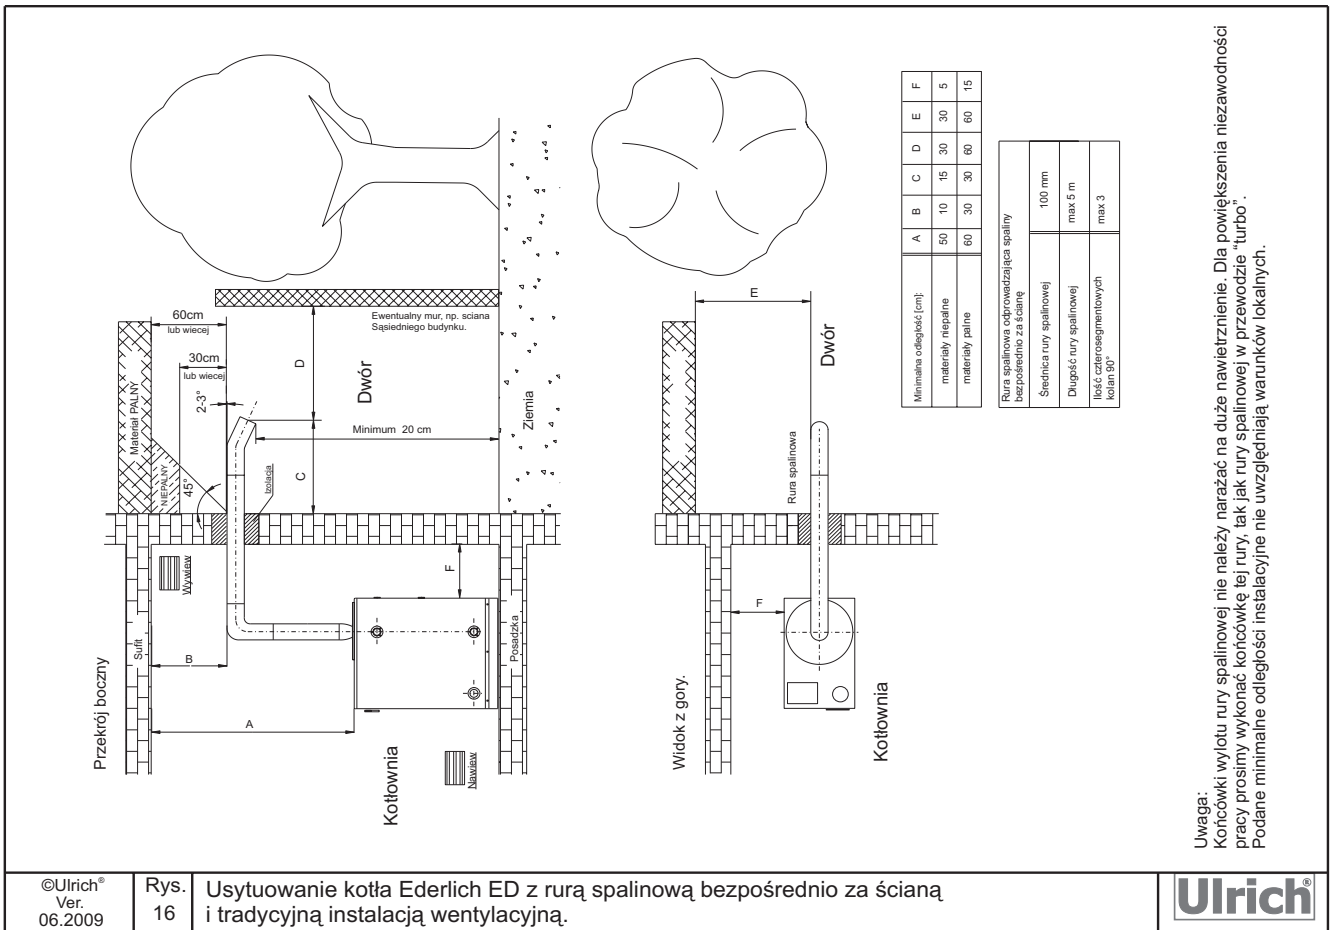 Przekrój boczny
Sufit
Materiał PALNY
NIEPALNY
60cm
lub wiecej
30cm
lub wiecej
2-3°
45°
Izolacja
Wywiew
Ewentualny mur, np. sciana
Sąsiedniego budynku.
D
Dwór
Minimum 20 cm
C
Ziemia
F
B
A
Posadzka
Kotłownia
Nawiew
Widok z gory.
E
Dwór
Rura spalinowa
F
Kotłownia
Minimalna odległość [cm]: A B C D E F
materiały niepalne 50 10 15 30 30 5
materiały palne 60 30 30 60 60 15
Rura spalinowa odprowadzająca spaliny
bezpośrednio za ścianę
Średnica rury spalinowej 100 mm
Długość rury spalinowej max 5 m
Ilość czterosegmentowych
kolan 90° max 3
Uwaga:
Końcówki wylotu rury spalinowej nie należy narażać na duże nawietrznienie. Dla powiększenia niezawodności
pracy prosimy wykonać końcówkę tej rury, tak jak rury spalinowej w przewodzie “turbo”.
Podane minimalne odległości instalacyjne nie uwzględniają warunków lokalnych.
©Ulrich®
Ver.
06.2009
Rys.
16
Usytuowanie kotła Ederlich ED z rurą spalinową bezpośrednio za ścianą
i tradycyjną instalacją wentylacyjną.
Ulrich®